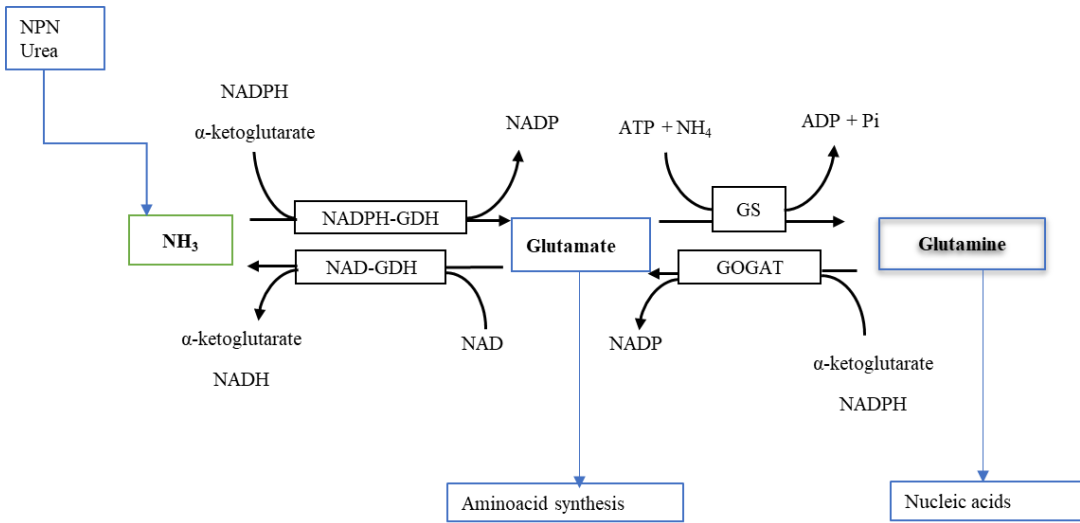 NPN
Urea
NADPH
α-ketoglutarate
NADP
ATP + NH₄
ADP + Pi
NH₃
NADPH-GDH
Glutamate
GS
Glutamine
NAD-GDH
GOGAT
α-ketoglutarate
NADH
NAD
NADP
α-ketoglutarate
NADPH
Aminoacid synthesis
Nucleic acids